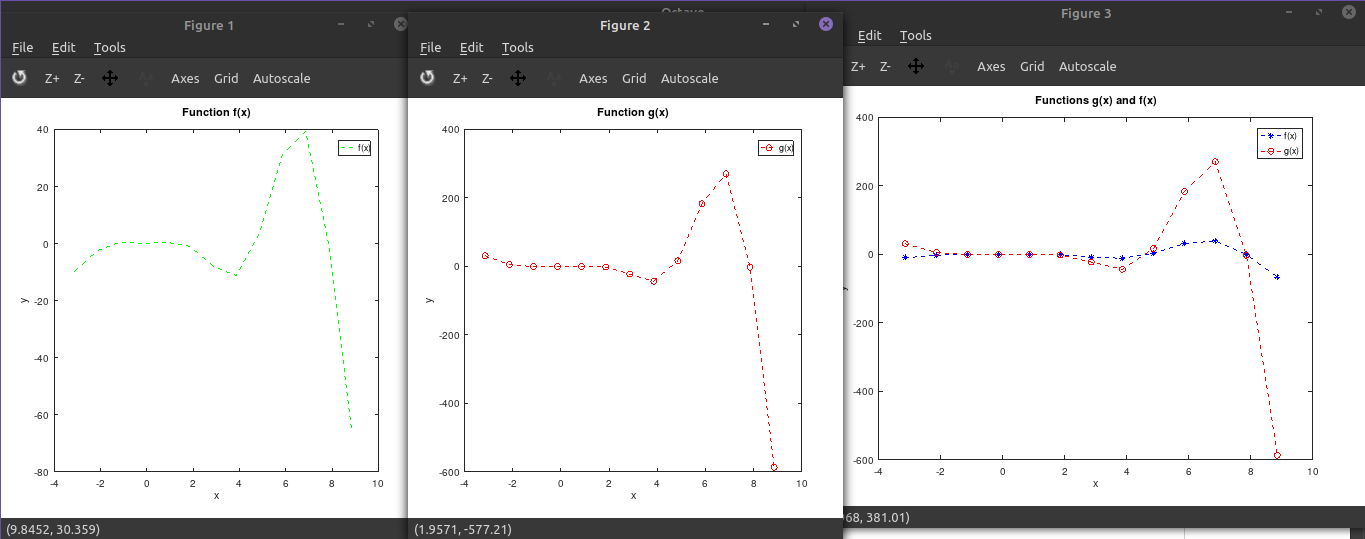 Octave
Figure 1
File Edit Tools
Z+ Z- Axes Grid Autoscale
Function f(x)
f(x)
40
20
0
-20
-40
-60
-80
y
-4 -2 0 2 4 6 8 10
x
(9.8452, 30.359)
Figure 2
File Edit Tools
Z+ Z- Axes Grid Autoscale
Function g(x)
g(x)
400
200
0
-200
-400
-600
y
-4 -2 0 2 4 6 8 10
x
(1.9571, -577.21)
Figure 3
Edit Tools
Z+ Z- Axes Grid Autoscale
Functions g(x) and f(x)
f(x)
g(x)
400
200
0
-200
-400
-600
y
-4 -2 0 2 4 6 8 10
x
68, 381.01)